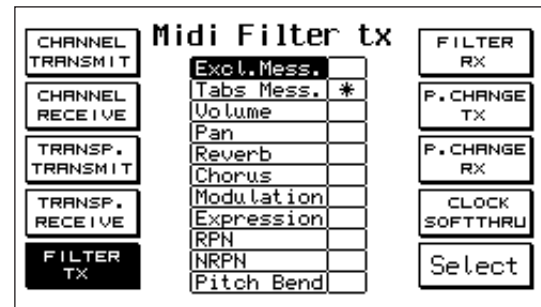 Midi Filter tx
CHANNEL
TRANSMIT
CHANNEL
RECEIVE
TRANSP.
TRANSMIT
TRANSP.
RECEIVE
FILTER
TX
Excl.Mess.
Tabs Mess. *
Volume
Pan
Reverb
Chorus
Modulation
Expression
RPN
NRPN
Pitch Bend
FILTER
RX
P.CHANGE
TX
P.CHANGE
RX
CLOCK
SOFTTHRU
Select